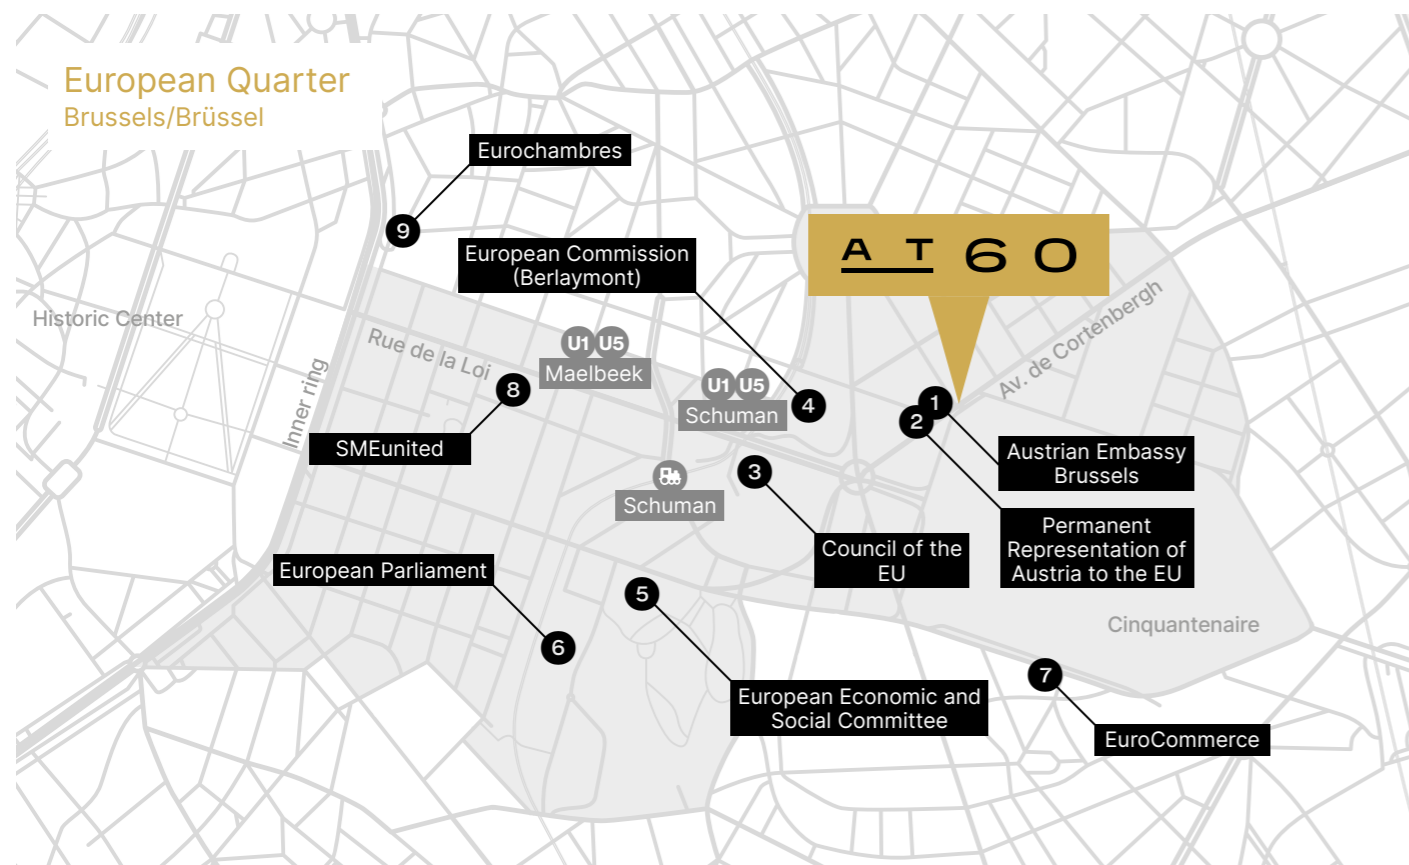 European Quarter
Brussels/Brüssel
Eurochambres
9
European Commission
(Berlaymont)
AT60
Historic Center
Rue de la Loi
Inner ring
U1 U5
Maelbeek
U1 U5
Schuman
Av. de Cortenbergh
8
4
1
2
SMEunited
3
Schuman
Austrian Embassy
Brussels
Permanent
Representation of
Austria to the EU
Council of the
EU
European Parliament
5
6
Cinquantenaire
7
European Economic and
Social Committee
EuroCommerce